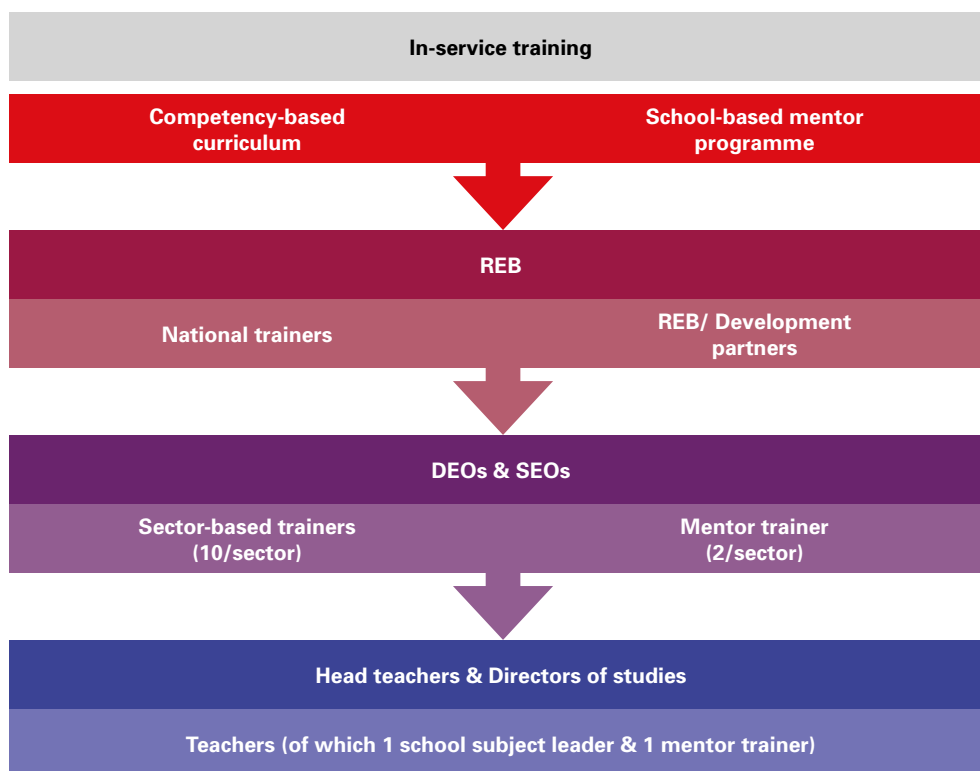 In-service training
Competency-based
curriculum
School-based mentor
programme
REB
National trainers
REB/ Development
partners
DEOs & SEOs
Sector-based trainers
(10/sector)
Mentor trainer
(2/sector)
Head teachers & Directors of studies
Teachers (of which 1 school subject leader & 1 mentor trainer)